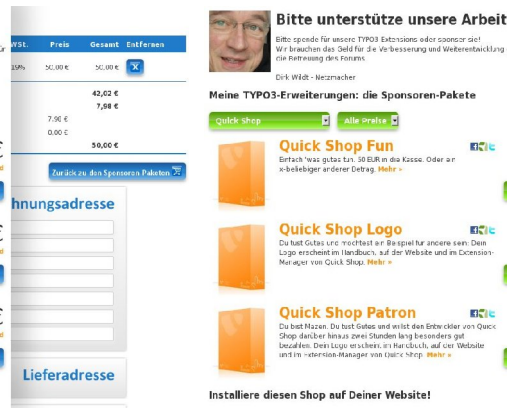 WSt. Preis Gesamt Entfernen
19% 50,00 € 50,00 € X
42,02 €
7,98 €
7,98 €
0,00 €
50,00 €
Zurück zu den Sponsoren Paketen
hnungsadresse
Lieferadresse
Bitte unterstütze unsere Arbeit
Bitte spende für unsere TYPO3 Extensions oder sponser sie!
Wir brauchen das Geld für die Verbesserung und Weiterentwicklung
die Betreuung des Forums.
Dirk Wildt - Netzmacher
Meine TYPO3-Erweiterungen: die Sponsoren-Pakete
Quick Shop Alle Preise
Quick Shop Fun
Einfach 'was gutes tun. 50 EUR in die Kasse. Oder ein
x-beliebiger anderer Betrag. Mehr »
Quick Shop Logo
Du tust Gutes und möchtest ein Beispiel für andere sein: Dein
Logo erscheint im Handbuch, auf der Website und im Extension-
Manager von Quick Shop. Mehr »
Quick Shop Patron
Du bist Mäzen. Du tust Gutes und willst den Entwickler von Quick
Shop darüber hinaus zwei Stunden lang besonders gut
bezahlen. Dein Logo erscheint im Handbuch, auf der Website
und im Extension-Manager von Quick Shop. Mehr »
Installiere diesen Shop auf Deiner Website!